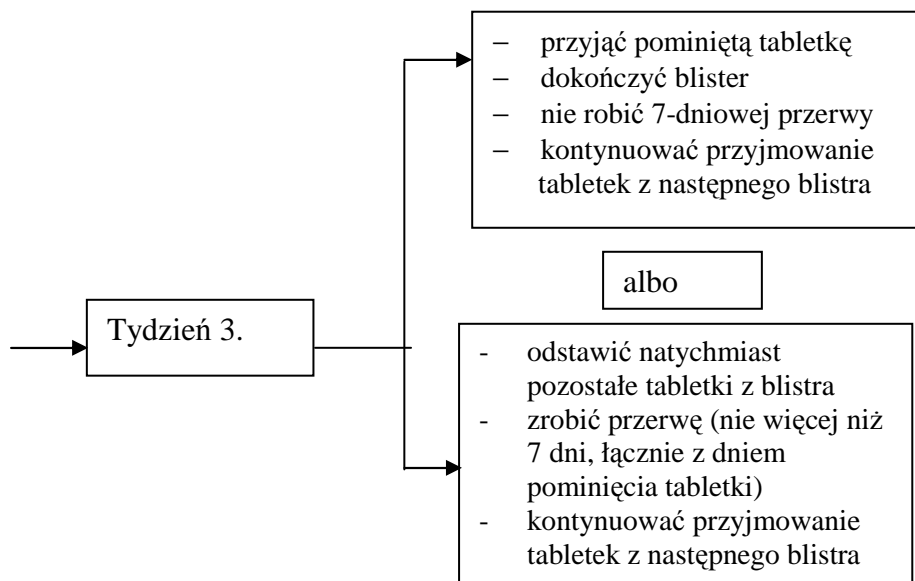 – przyjąć pominiętą tabletkę
– dokończyć blister
– nie robić 7-dniowej przerwy
– kontynuować przyjmowanie
tabletek z następnego blistra
albo
Tydzień 3.
- odstawić natychmiast
pozostałe tabletki z blistra
- zrobić przerwę (nie więcej niż
7 dni, łącznie z dniem
pominięcia tabletki)
- kontynuować przyjmowanie
tabletek z następnego blistra